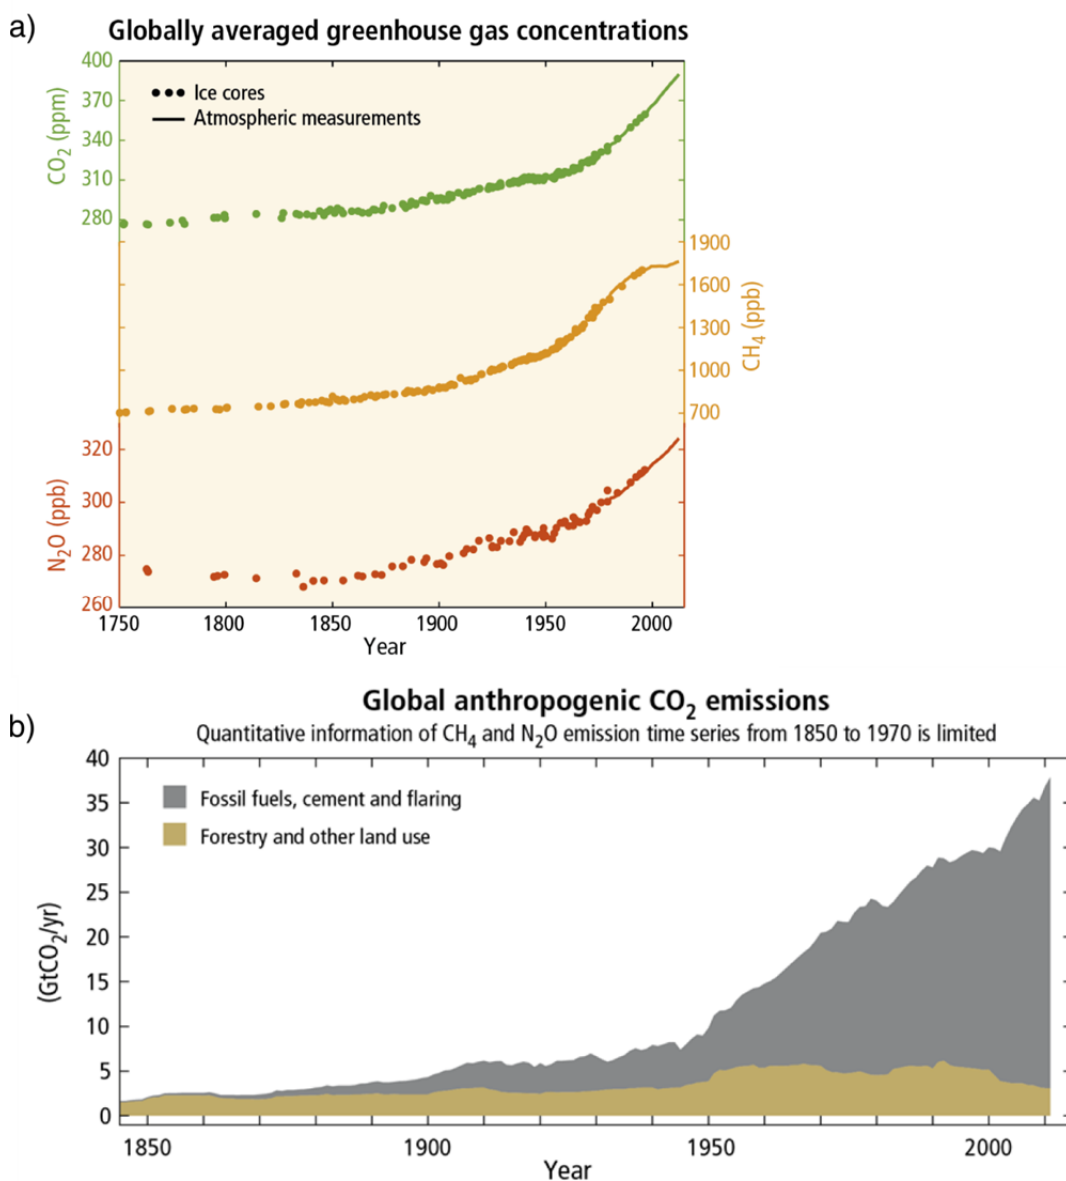 a)
Globally averaged greenhouse gas concentrations
400
370
340
310
280
CO₂ (ppm)
Ice cores
Atmospheric measurements
1900
1600
1300
1000
700
CH₄ (ppb)
320
300
280
260
N₂O (ppb)
1750 1800 1850 1900 1950 2000
Year
b)
Global anthropogenic CO₂ emissions
Quantitative information of CH₄ and N₂O emission time series from 1850 to 1970 is limited
40
35
30
25
20
15
10
5
0
(GtCO₂/yr)
Fossil fuels, cement and flaring
Forestry and other land use
1850 1900 1950 2000
Year